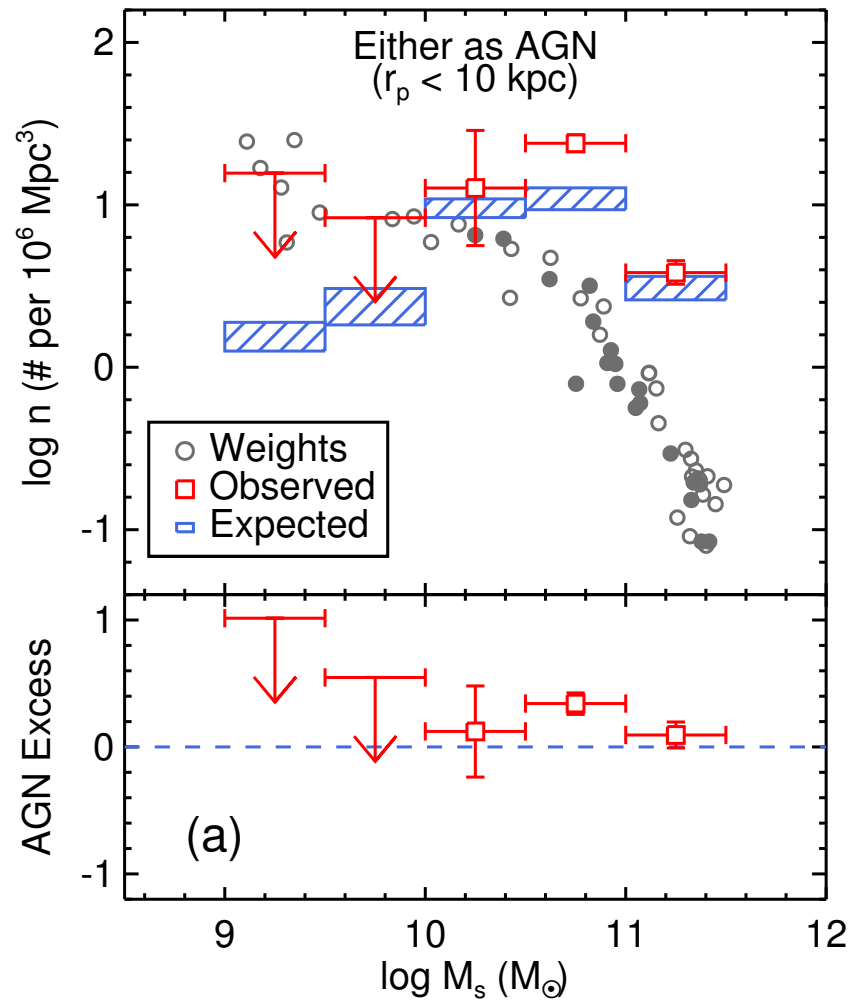 Either as AGN
(r_p < 10 kpc)
log n (# per 10^6 Mpc^3)
2
1
0
-1
Weights
Observed
Expected
AGN Excess
1
0
-1
(a)
9 10 11 12
log M_s (M_⊙)